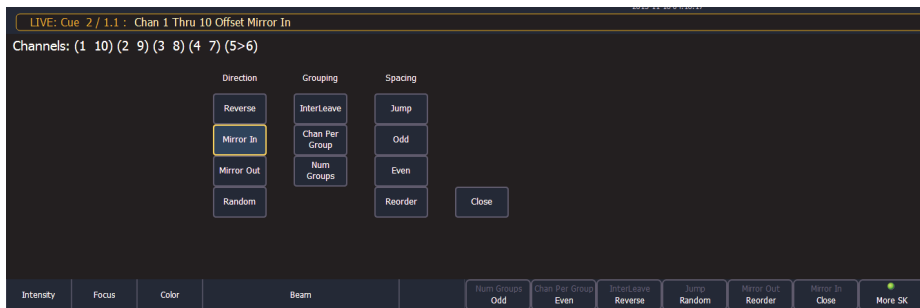 LIVE: Cue 2 / 1.1 : Chan 1 Thru 10 Offset Mirror In
Channels: (1 10) (2 9) (3 8) (4 7) (5>6)
Direction Grouping Spacing
Reverse InterLeave Jump
Mirror In Chan Per Group Odd
Mirror Out Num Groups Even
Random Reorder Close
Intensity Focus Color Beam
Num Groups Chan Per Group InterLeave Jump Mirror Out Mirror In
Odd Even Reverse Random Reorder Close More SK